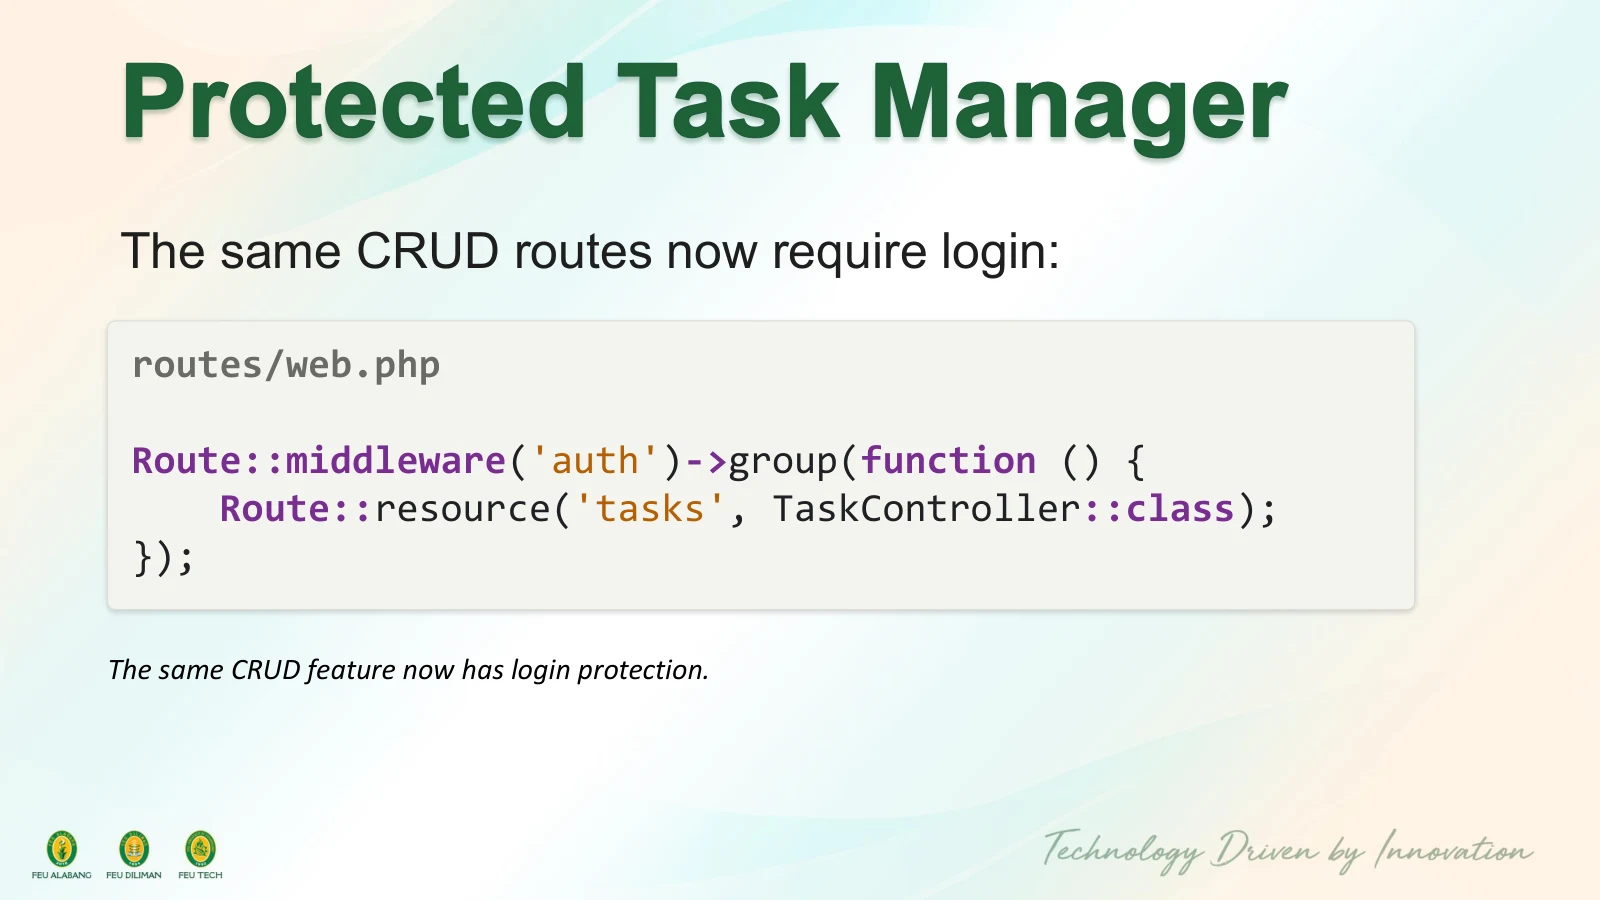 Protected Task Manager
The same CRUD routes now require login:
routes/web.php
Route::middleware('auth')->group(function () {
    Route::resource('tasks', TaskController::class);
});
The same CRUD feature now has login protection.
FEU ALABANG FEU DILIMAN FEU TECH
Technology Driven by Innovation